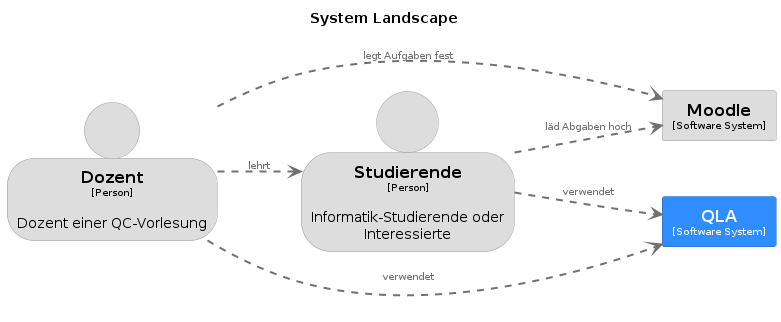 System Landscape
legt Aufgaben fest
Moodle
[Software System]
läd Abgaben hoch
Dozent
[Person]
Dozent einer QC-Vorlesung
lehrt
Studierende
[Person]
Informatik-Studierende oder
Interessierte
verwendet
QLA
[Software System]
verwendet